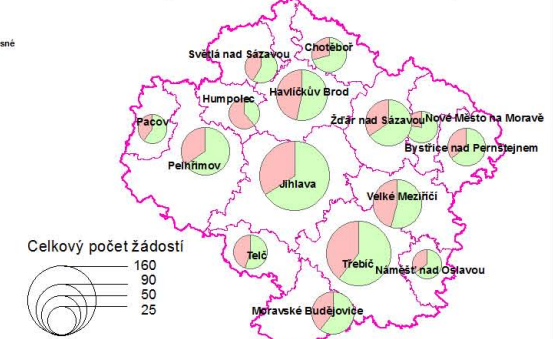 sné
Světlá nad Sázavou
Chotěboř
Havlíčkův Brod
Humpolec
Pacov
Žďár nad Sázavou
Nové Město na Moravě
Bystřice nad Pernštejnem
Pelhřimov
Jihlava
Velké Meziříčí
Telč
Třebíč
Náměšť nad Oslavou
Moravské Budějovice
Celkový počet žádostí
160
90
50
25